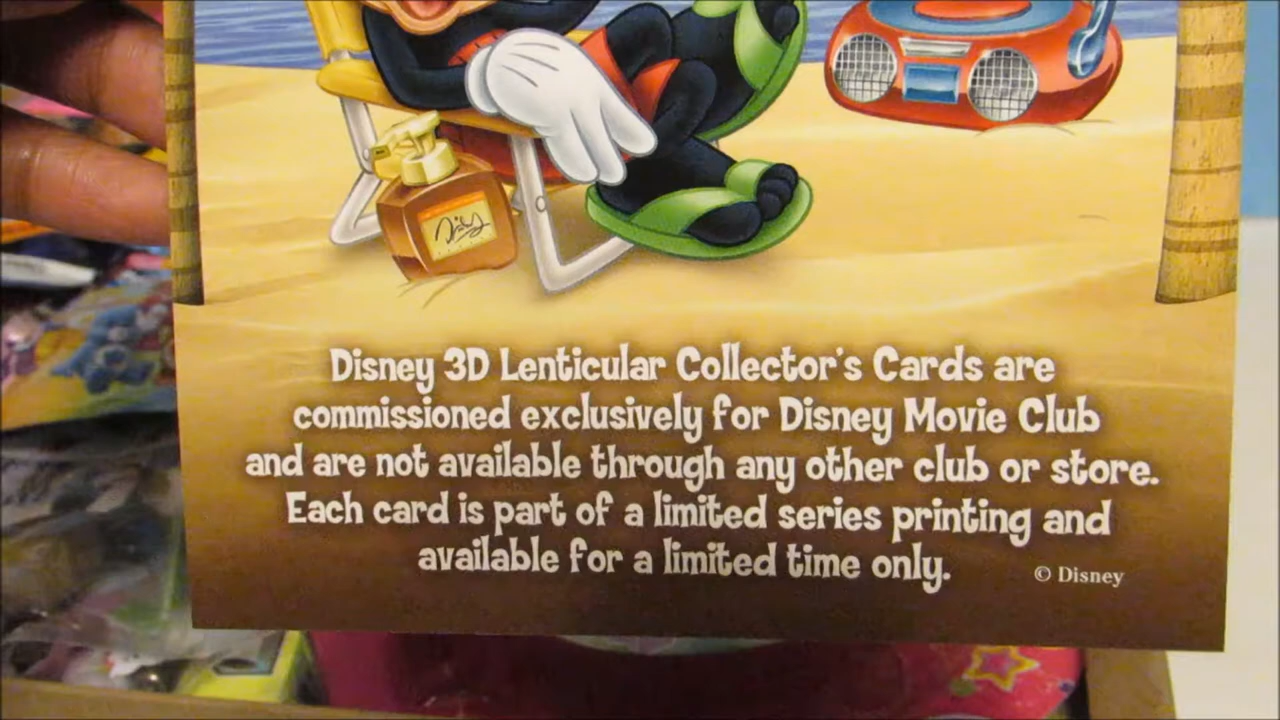 Disney 3D Lenticular Collector's Cards are
commissioned exclusively for Disney Movie Club
and are not available through any other club or store.
Each card is part of a limited series printing and
available for a limited time only.
© Disney